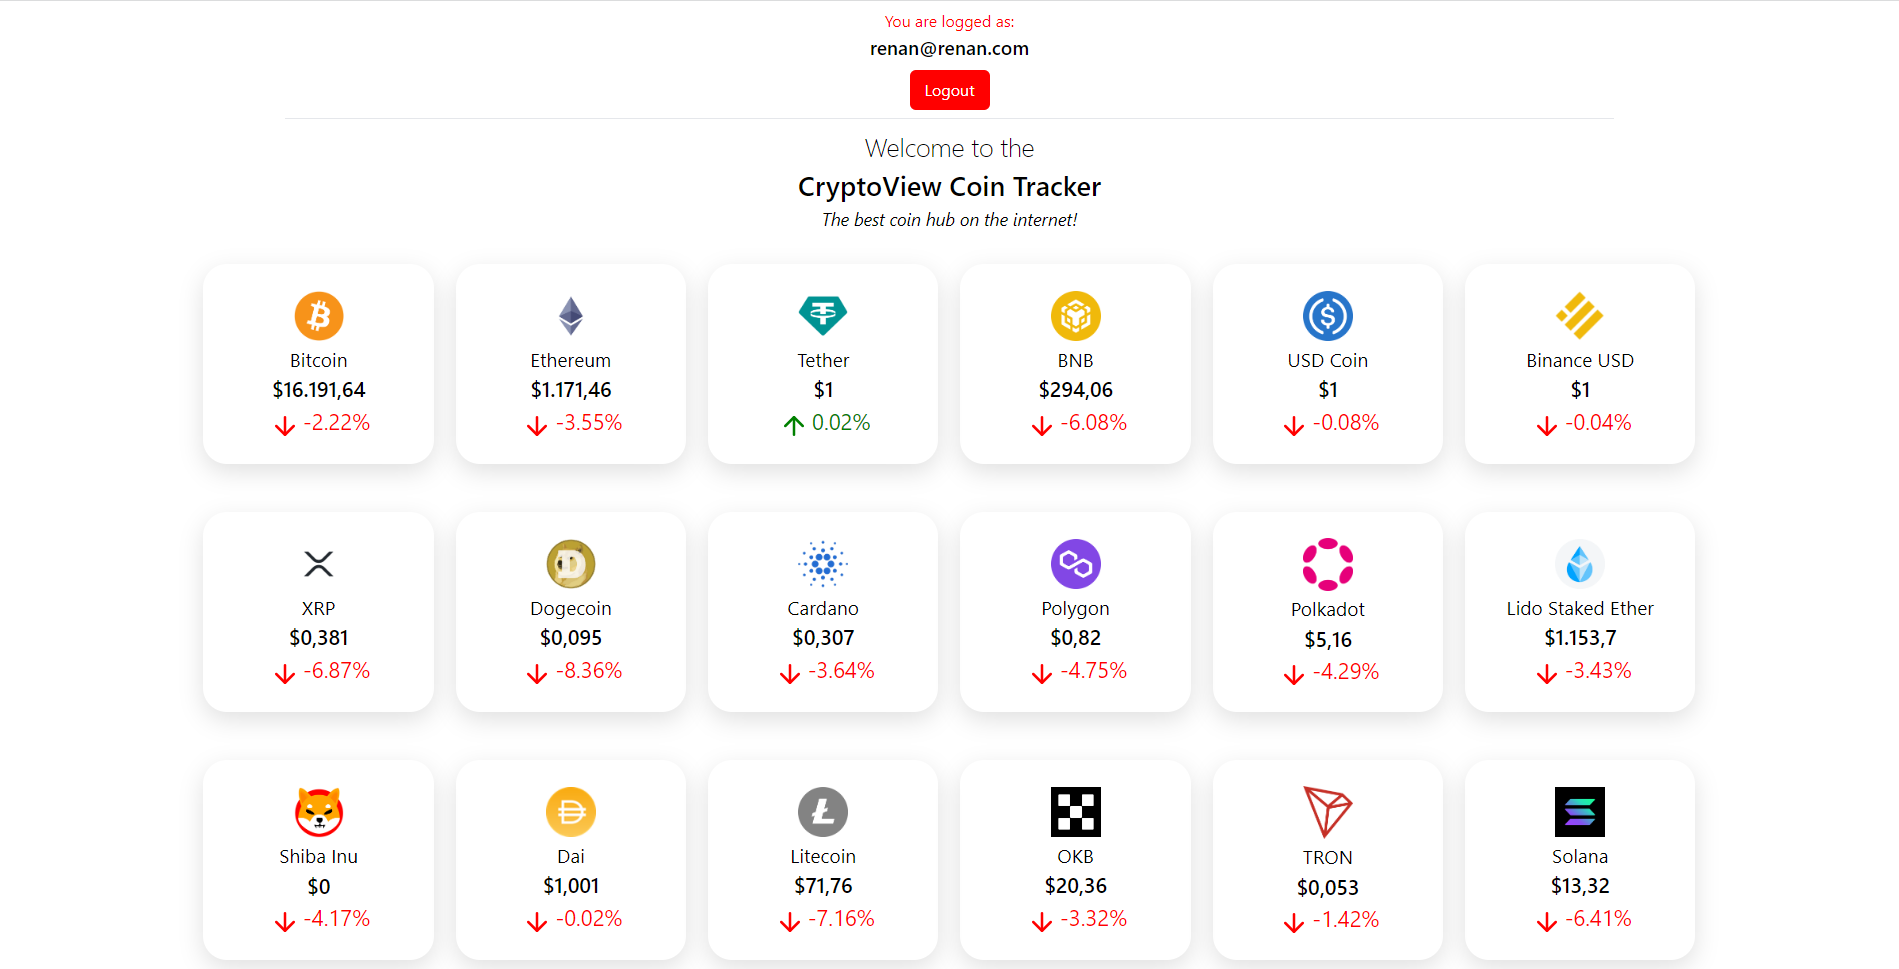 You are logged as:
renan@renan.com
Logout
Welcome to the
CryptoView Coin Tracker
The best coin hub on the internet!
Bitcoin
$16.191,64
-2.22%
Ethereum
$1.171,46
-3.55%
Tether
$1
0.02%
BNB
$294,06
-6.08%
USD Coin
$1
-0.08%
Binance USD
$1
-0.04%
XRP
$0,381
-6.87%
Dogecoin
$0,095
-8.36%
Cardano
$0,307
-3.64%
Polygon
$0,82
-4.75%
Polkadot
$5,16
-4.29%
Lido Staked Ether
$1.153,7
-3.43%
Shiba Inu
$0
-4.17%
Dai
$1,001
-0.02%
Litecoin
$71,76
-7.16%
OKB
$20,36
-3.32%
TRON
$0,053
-1.42%
Solana
$13,32
-6.41%